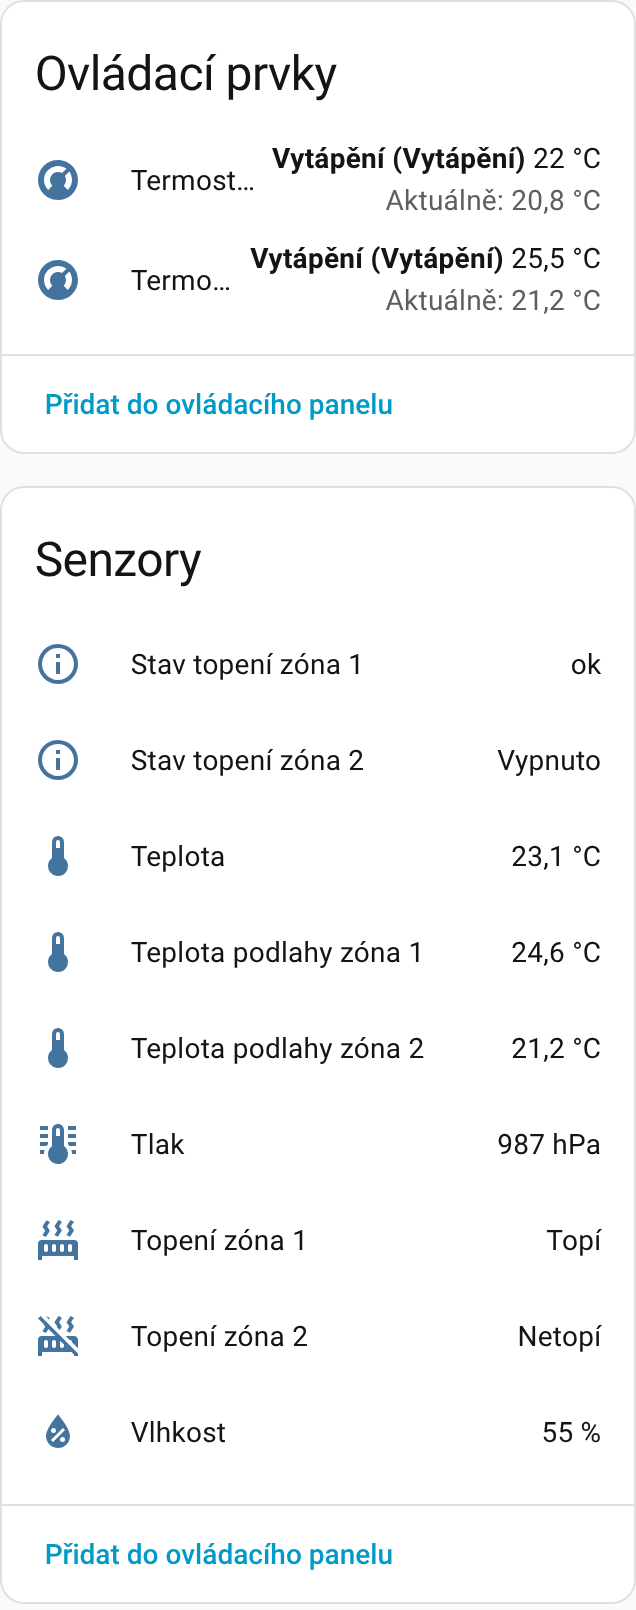 Ovládací prvky
Termost…
Vytápění (Vytápění) 22 °C
Aktuálně: 20,8 °C
Termo…
Vytápění (Vytápění) 25,5 °C
Aktuálně: 21,2 °C
Přidat do ovládacího panelu
Senzory
Stav topení zóna 1 ok
Stav topení zóna 2 Vypnuto
Teplota 23,1 °C
Teplota podlahy zóna 1 24,6 °C
Teplota podlahy zóna 2 21,2 °C
Tlak 987 hPa
Topení zóna 1 Topí
Topení zóna 2 Netopí
Vlhkost 55 %
Přidat do ovládacího panelu